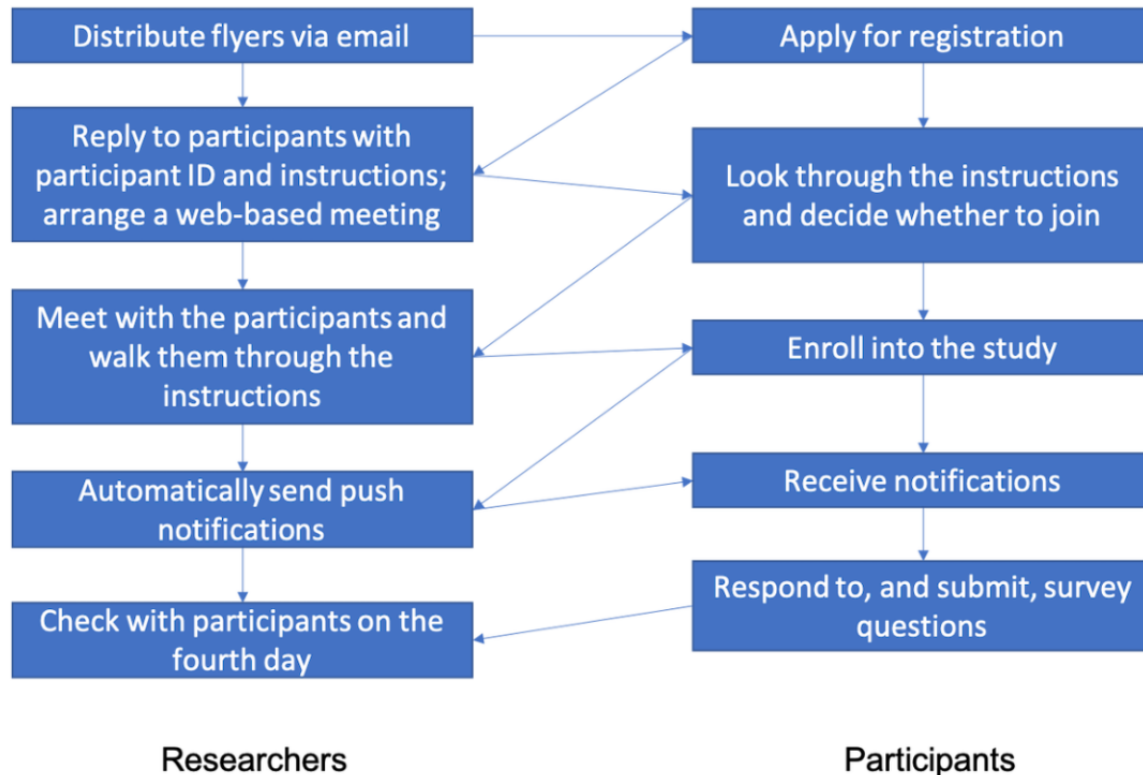 Distribute flyers via email
Apply for registration
Reply to participants with
participant ID and instructions;
arrange a web-based meeting
Look through the instructions
and decide whether to join
Meet with the participants and
walk them through the
instructions
Enroll into the study
Automatically send push
notifications
Receive notifications
Check with participants on the
fourth day
Respond to, and submit, survey
questions
Researchers
Participants